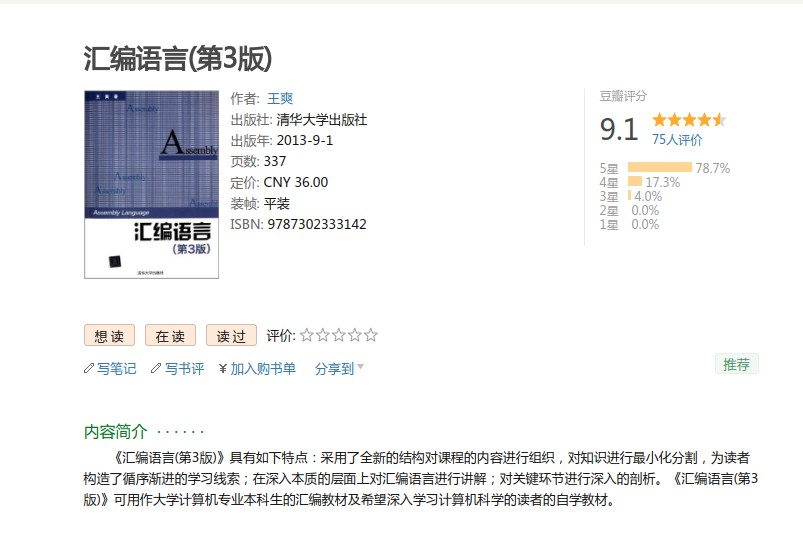 汇编语言(第3版)
王 爽 著
Assembly
Assembly
Assembly
Assembly
Assembly Language
汇编语言
(第3版)
清华大学出版社
作者: 王爽
出版社: 清华大学出版社
出版年: 2013-9-1
页数: 337
定价: CNY 36.00
装帧: 平装
ISBN: 9787302333142
豆瓣评分
9.1
75人评价
5星 78.7%
4星 17.3%
3星 4.0%
2星 0.0%
1星 0.0%
想读 在读 读过 评价:
写笔记 写书评 ¥ 加入购书单 分享到
推荐
内容简介 · · · · · ·
《汇编语言(第3版)》具有如下特点：采用了全新的结构对课程的内容进行组织，对知识进行最小化分割，为读者
构造了循序渐进的学习线索；在深入本质的层面上对汇编语言进行讲解；对关键环节进行深入的剖析。《汇编语言(第3
版)》可用作大学计算机专业本科生的汇编教材及希望深入学习计算机科学的读者的自学教材。